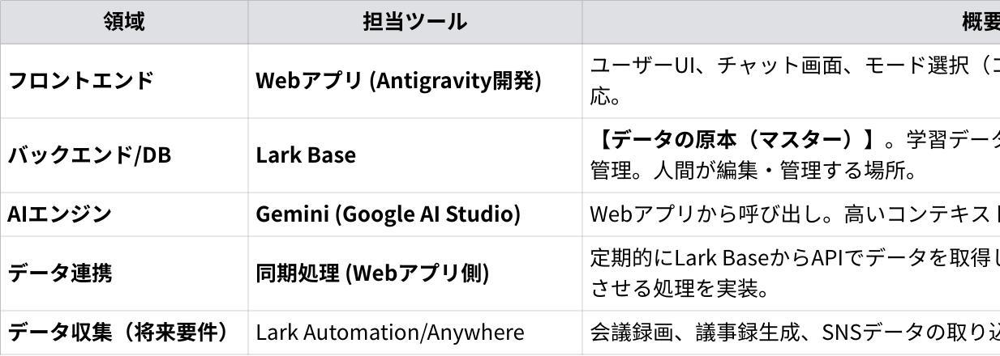 領域 担当ツール 概要
フロントエンド Webアプリ (Antigravity開発) ユーザーUI、チャット画面、モード選択（
応。
バックエンド/DB Lark Base 【データの原本（マスター）】。学習データ
管理。人間が編集・管理する場所。
AIエンジン Gemini (Google AI Studio) Webアプリから呼び出し。高いコンテキスト
データ連携 同期処理 (Webアプリ側) 定期的にLark BaseからAPIでデータを取得し
させる処理を実装。
データ収集（将来要件） Lark Automation/Anywhere 会議録画、議事録生成、SNSデータの取り込